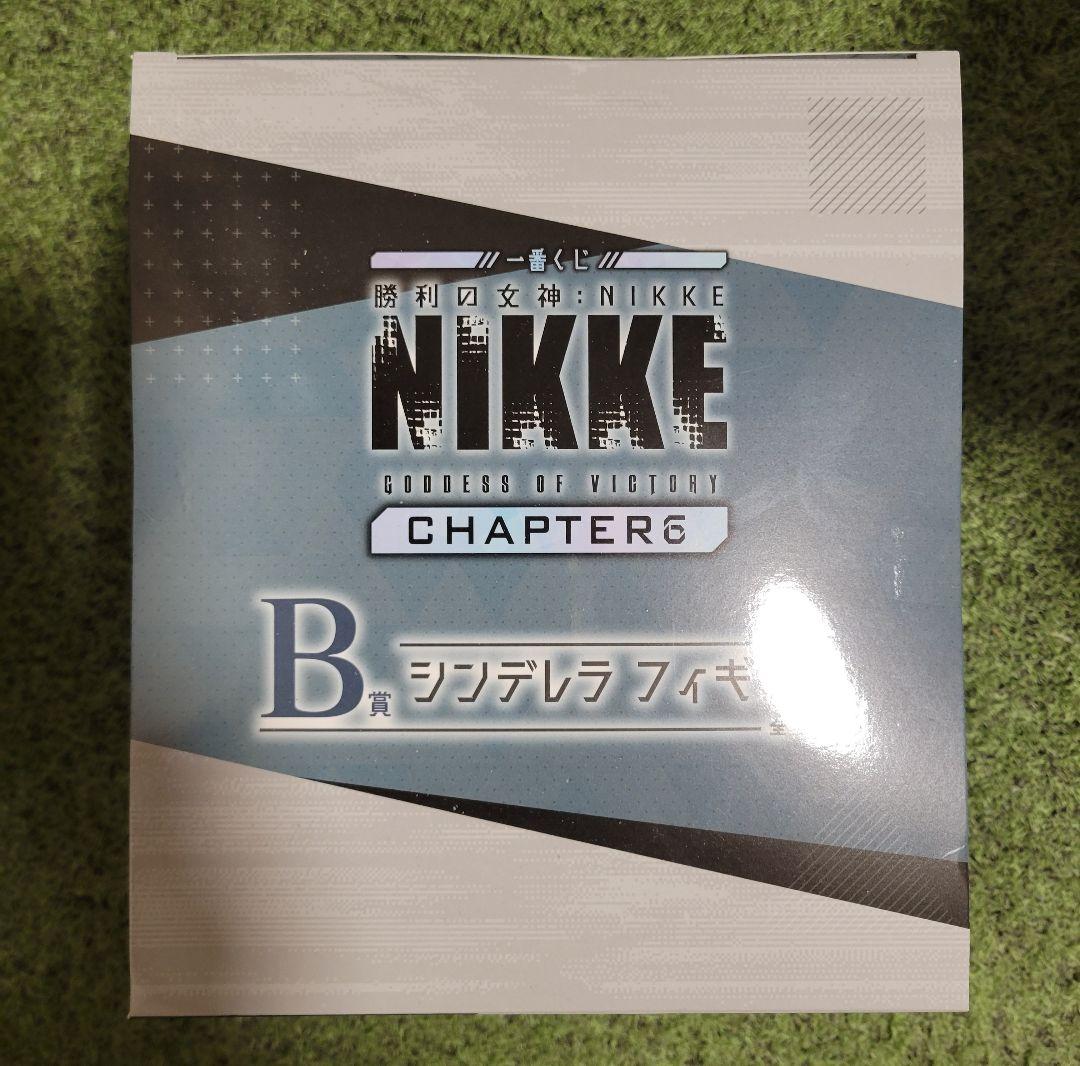 一番くじ
勝利の女神:NIKKE
NIKKE
GODDESS OF VICTORY
CHAPTER6
B賞 シンデレラ フィギ
全